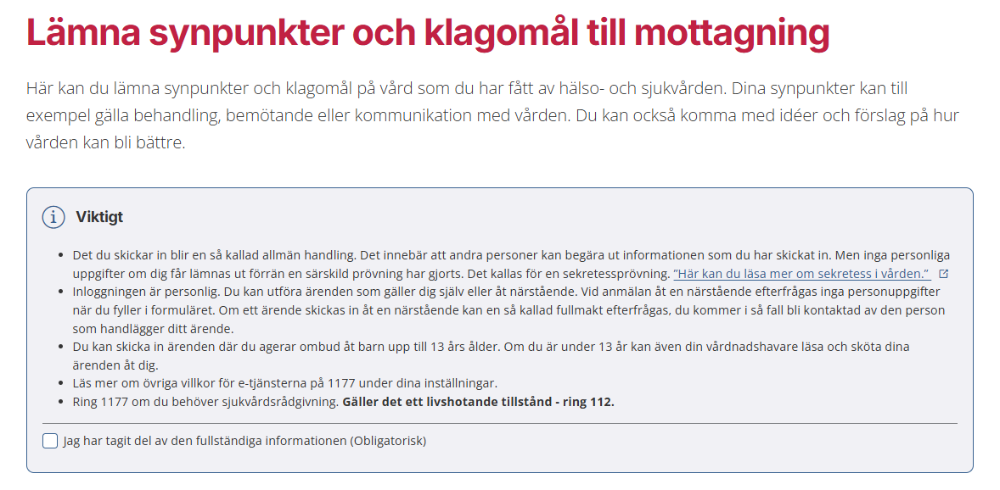 Lämna synpunkter och klagomål till mottagning
Här kan du lämna synpunkter och klagomål på vård som du har fått av hälso- och sjukvården. Dina synpunkter kan till
exempel gälla behandling, bemötande eller kommunikation med vården. Du kan också komma med idéer och förslag på hur
vården kan bli bättre.
Viktigt
• Det du skickar in blir en så kallad allmän handling. Det innebär att andra personer kan begära ut informationen som du har skickat in. Men inga personliga
uppgifter om dig får lämnas ut förrän en särskild prövning har gjorts. Det kallas för en sekretessprövning. ”Här kan du läsa mer om sekretess i vården.”
• Inloggningen är personlig. Du kan utföra ärenden som gäller dig själv eller åt närstående. Vid anmälan åt en närstående efterfrågas inga personuppgifter
när du fyller i formuläret. Om ett ärende skickas in åt en närstående kan en så kallad fullmakt efterfrågas, du kommer i så fall bli kontaktad av den person
som handlägger ditt ärende.
• Du kan skicka in ärenden där du agerar ombud åt barn upp till 13 års ålder. Om du är under 13 år kan även din vårdnadshavare läsa och sköta dina
ärenden åt dig.
• Läs mer om övriga villkor för e-tjänsterna på 1177 under dina inställningar.
• Ring 1177 om du behöver sjukvårdsrådgivning. Gäller det ett livshotande tillstånd - ring 112.
Jag har tagit del av den fullständiga informationen (Obligatorisk)